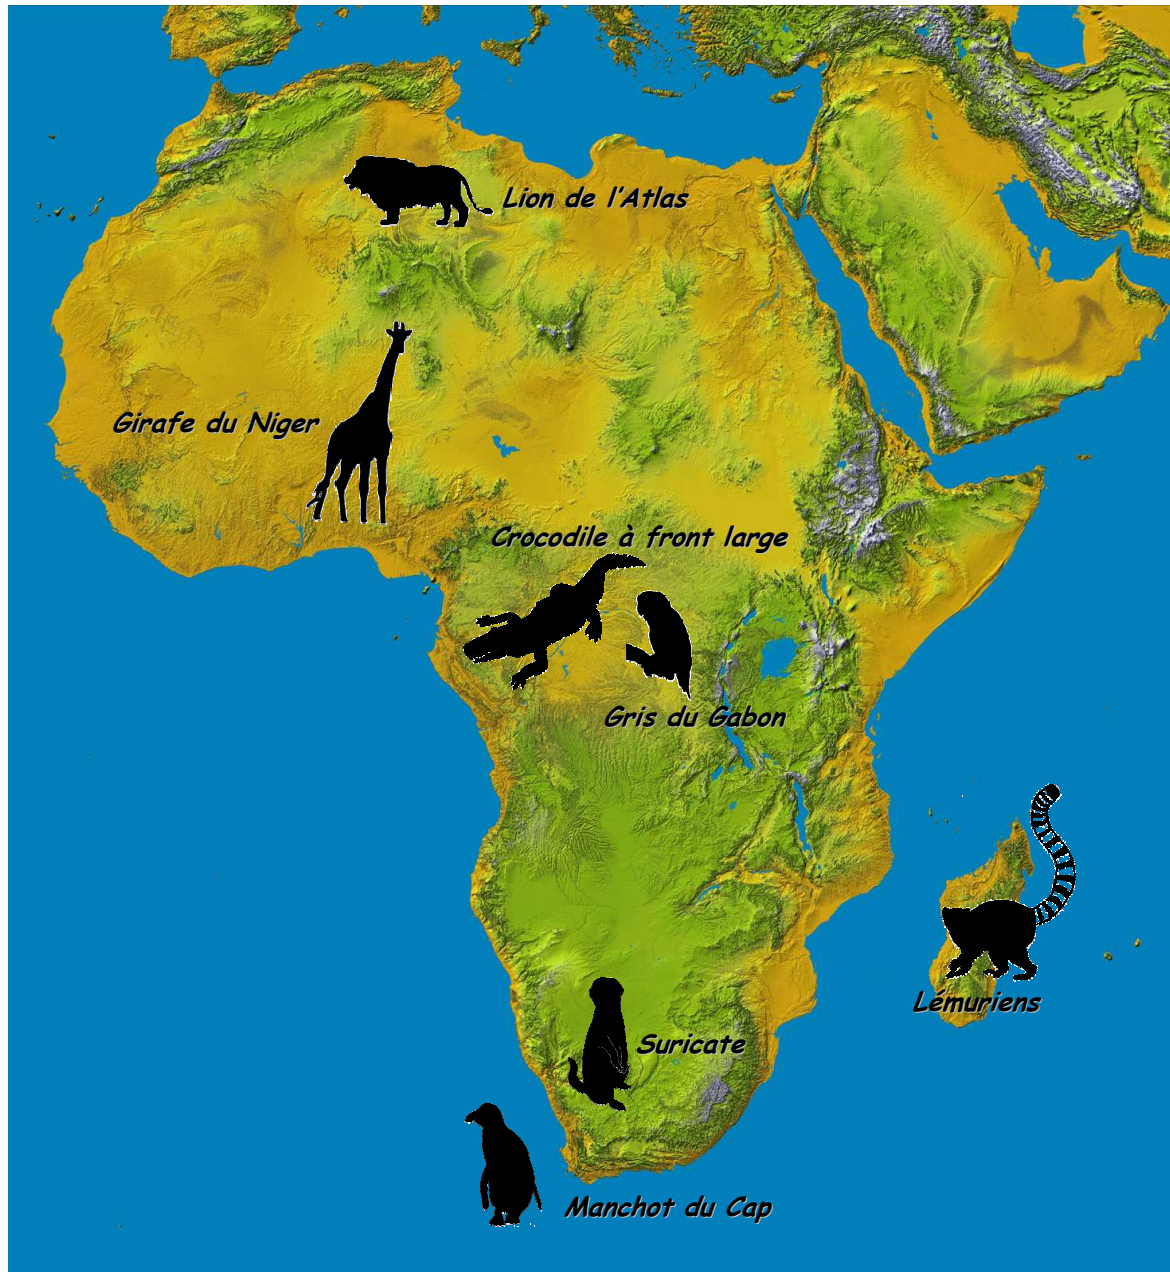 Lion de l'Atlas
Girafe du Niger
Crocodile à front large
Gris du Gabon
Lémuriens
Suricate
Manchot du Cap